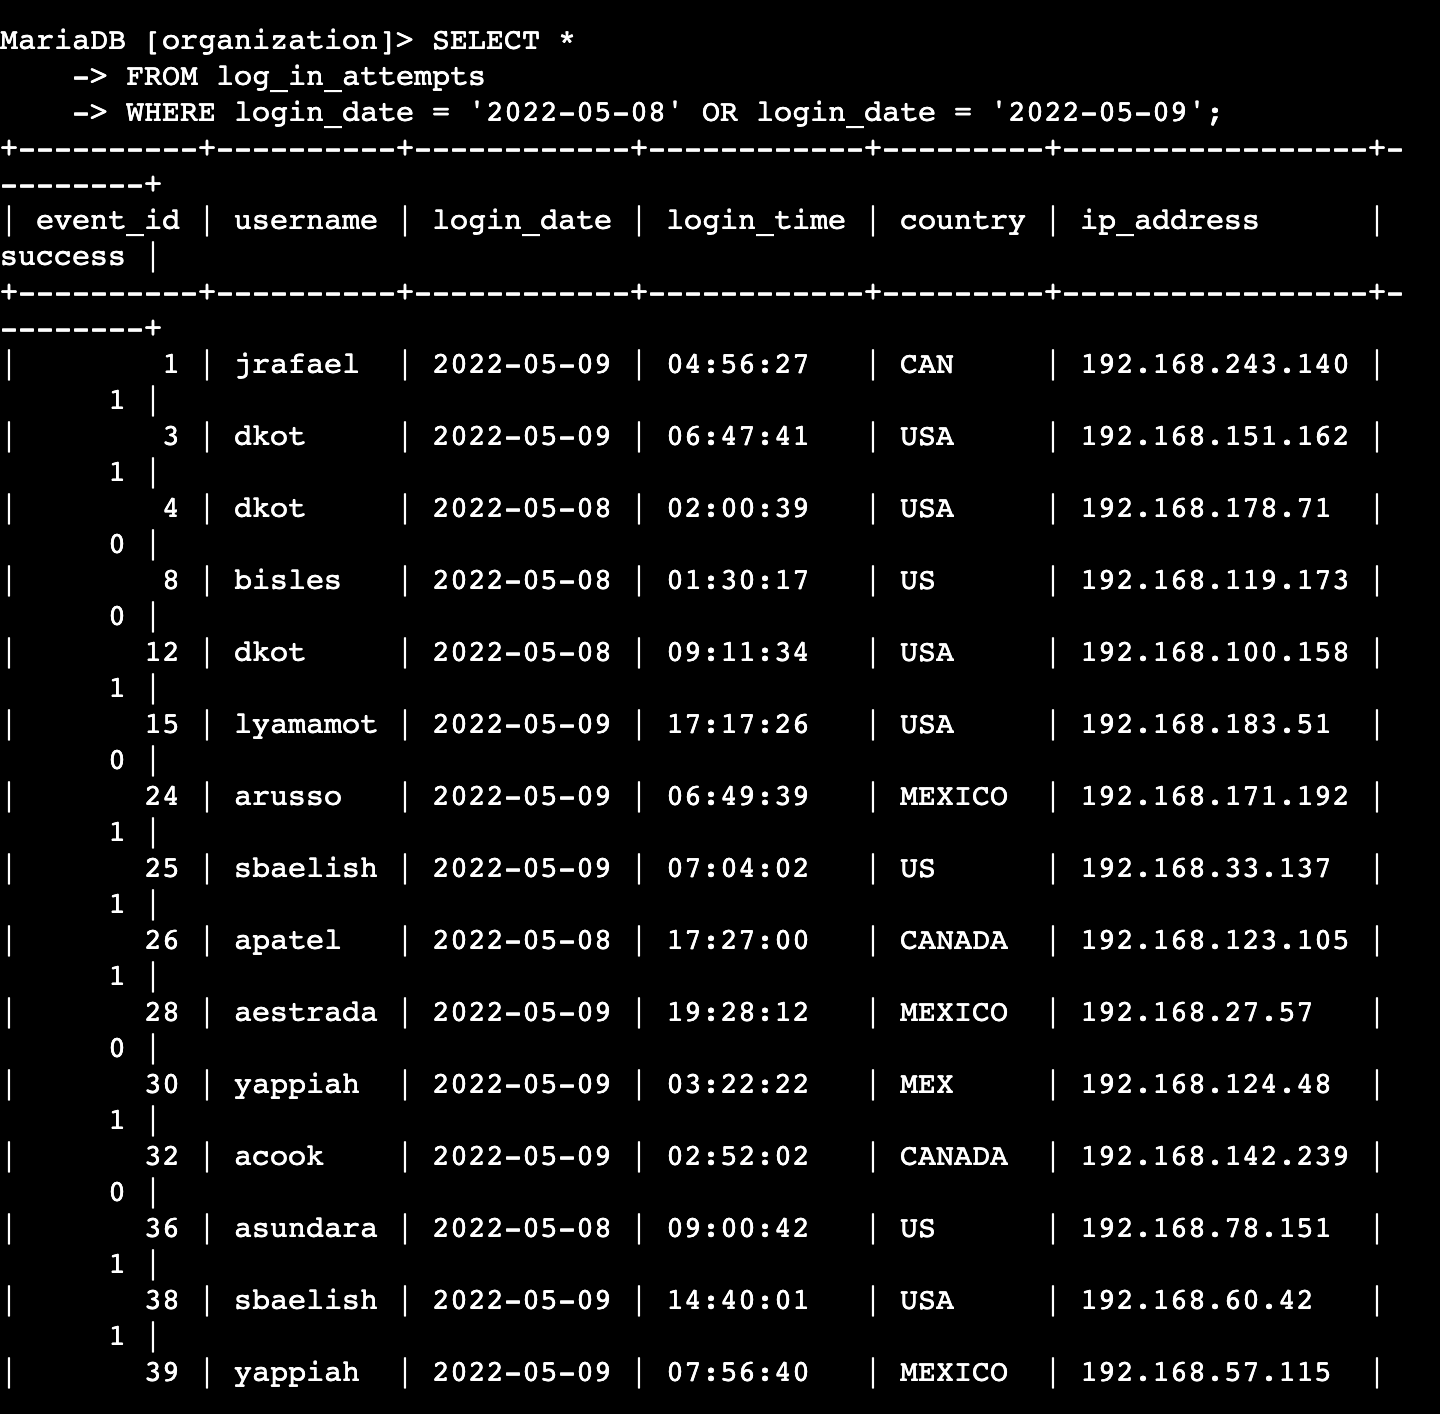 MariaDB [organization]> SELECT *
    -> FROM log_in_attempts
    -> WHERE login_date = '2022-05-08' OR login_date = '2022-05-09';
+----------+----------+------------+------------+---------+-----------------+-
--------+
| event_id | username | login_date | login_time | country | ip_address      |
success |
+----------+----------+------------+------------+---------+-----------------+-
--------+
|        1 | jrafael  | 2022-05-09 | 04:56:27   | CAN     | 192.168.243.140 |
      1 |
|        3 | dkot     | 2022-05-09 | 06:47:41   | USA     | 192.168.151.162 |
      1 |
|        4 | dkot     | 2022-05-08 | 02:00:39   | USA     | 192.168.178.71  |
      0 |
|        8 | bisles   | 2022-05-08 | 01:30:17   | US      | 192.168.119.173 |
      0 |
|       12 | dkot     | 2022-05-08 | 09:11:34   | USA     | 192.168.100.158 |
      1 |
|       15 | lyamamot | 2022-05-09 | 17:17:26   | USA     | 192.168.183.51  |
      0 |
|       24 | arusso   | 2022-05-09 | 06:49:39   | MEXICO  | 192.168.171.192 |
      1 |
|       25 | sbaelish | 2022-05-09 | 07:04:02   | US      | 192.168.33.137  |
      1 |
|       26 | apatel   | 2022-05-08 | 17:27:00   | CANADA  | 192.168.123.105 |
      1 |
|       28 | aestrada | 2022-05-09 | 19:28:12   | MEXICO  | 192.168.27.57   |
      0 |
|       30 | yappiah  | 2022-05-09 | 03:22:22   | MEX     | 192.168.124.48  |
      1 |
|       32 | acook    | 2022-05-09 | 02:52:02   | CANADA  | 192.168.142.239 |
      0 |
|       36 | asundara | 2022-05-08 | 09:00:42   | US      | 192.168.78.151  |
      1 |
|       38 | sbaelish | 2022-05-09 | 14:40:01   | USA     | 192.168.60.42   |
      1 |
|       39 | yappiah  | 2022-05-09 | 07:56:40   | MEXICO  | 192.168.57.115  |